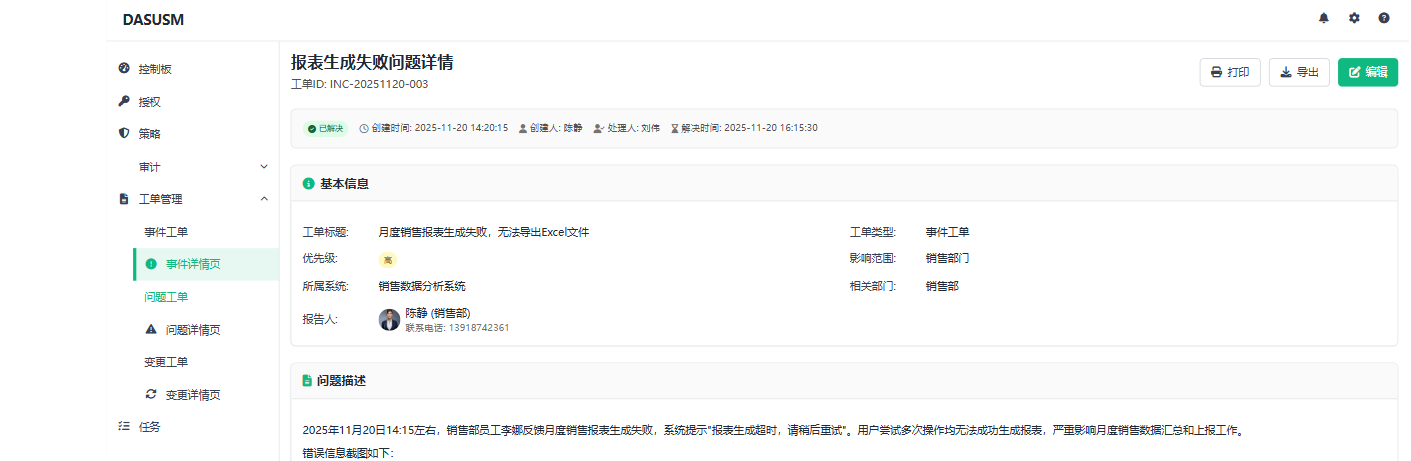 DASUSM
控制板
授权
策略
审计
工单管理
事件工单
事件详情页
问题工单
问题详情页
变更工单
变更详情页
任务
报表生成失败问题详情
工单ID: INC-20251120-003
打印
导出
编辑
已解决 创建时间: 2025-11-20 14:20:15 创建人: 陈静 处理人: 刘伟 解决时间: 2025-11-20 16:15:30
基本信息
工单标题: 月度销售报表生成失败，无法导出Excel文件 工单类型: 事件工单
优先级: 高 影响范围: 销售部门
所属系统: 销售数据分析系统 相关部门: 销售部
报告人: 陈静 (销售部)
联系电话: 13918742361
问题描述
2025年11月20日14:15左右，销售部员工李娜反馈月度销售报表生成失败，系统提示"报表生成超时，请稍后重试"。用户尝试多次操作均无法成功生成报表，严重影响月度销售数据汇总和上报工作。
错误信息截图如下：